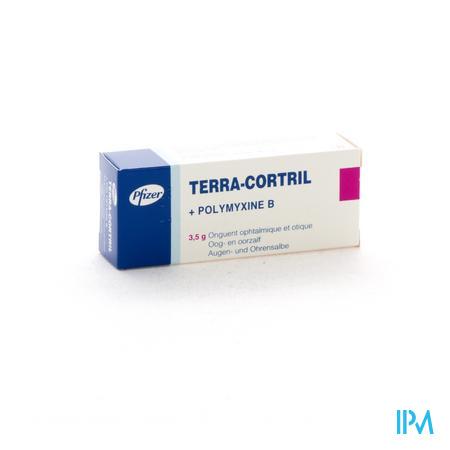 Pfizer
TERRA-CORTRIL
+ POLYMYXINE B
3,5 g Onguent ophtalmique et otique
Oog- en oorzalf
Augen- und Ohrensalbe
IPM